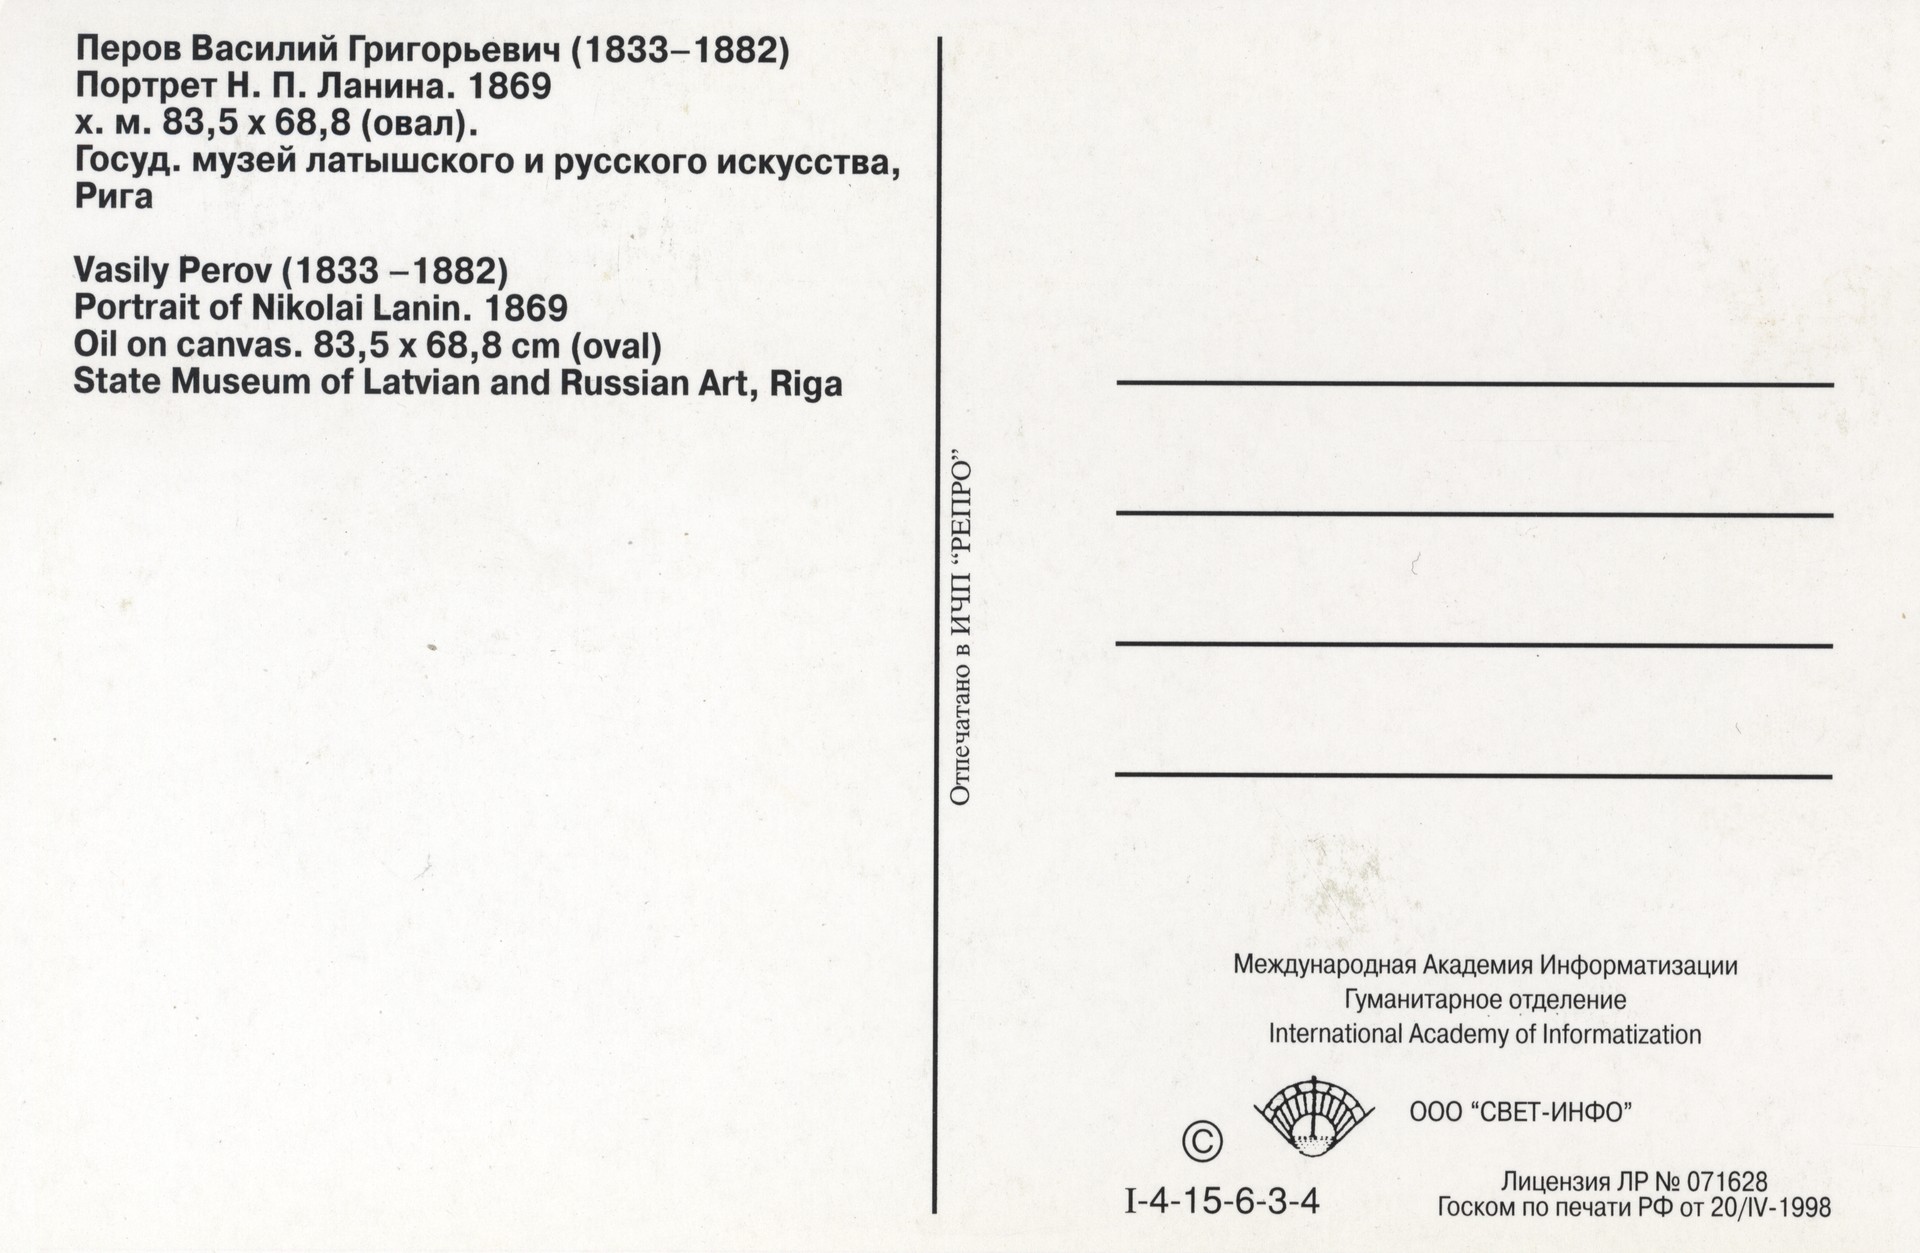 Перов Василий Григорьевич (1833–1882)
Портрет Н. П. Ланина. 1869
х. м. 83,5 х 68,8 (овал).
Госуд. музей латышского и русского искусства,
Рига
Vasily Perov (1833 –1882)
Portrait of Nikolai Lanin. 1869
Oil on canvas. 83,5 x 68,8 cm (oval)
State Museum of Latvian and Russian Art, Riga
Отпечатано в ИЧП “РЕПРО”
Международная Академия Информатизации
Гуманитарное отделение
International Academy of Informatization
ООО “СВЕТ-ИНФО”
©
I-4-15-6-3-4
Лицензия ЛР № 071628
Госком по печати РФ от 20/IV-1998